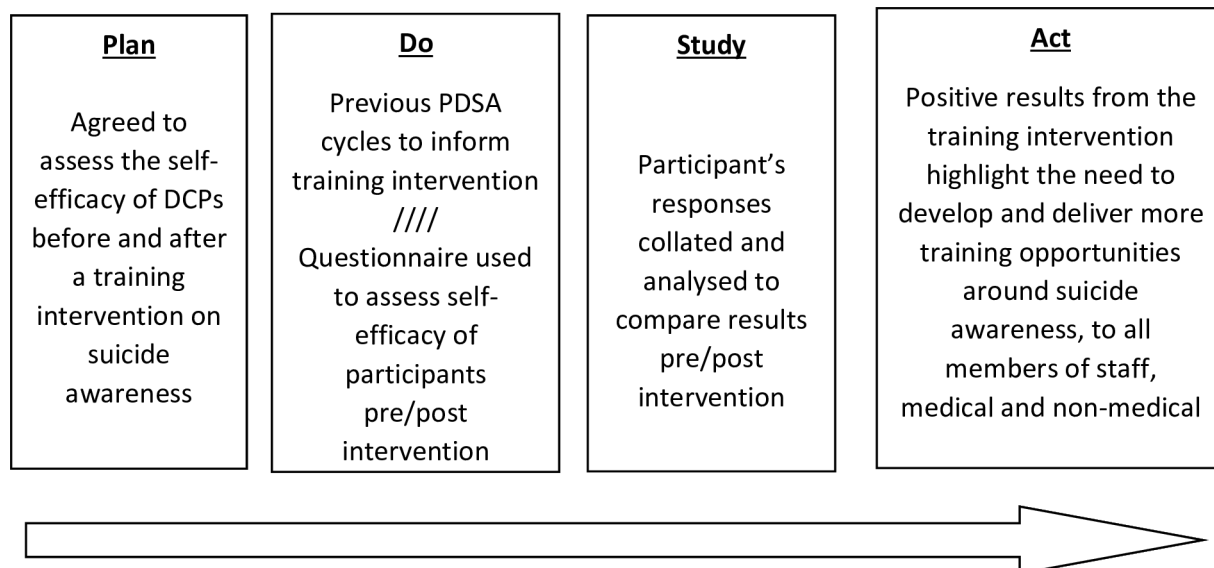 Plan
Agreed to
assess the self-
efficacy of DCPs
before and after
a training
intervention on
suicide
awareness
Do
Previous PDSA
cycles to inform
training intervention
////
Questionnaire used
to assess self-
efficacy of
participants
pre/post
intervention
Study
Participant’s
responses
collated and
analysed to
compare results
pre/post
intervention
Act
Positive results from the
training intervention
highlight the need to
develop and deliver more
training opportunities
around suicide
awareness, to all
members of staff,
medical and non-medical